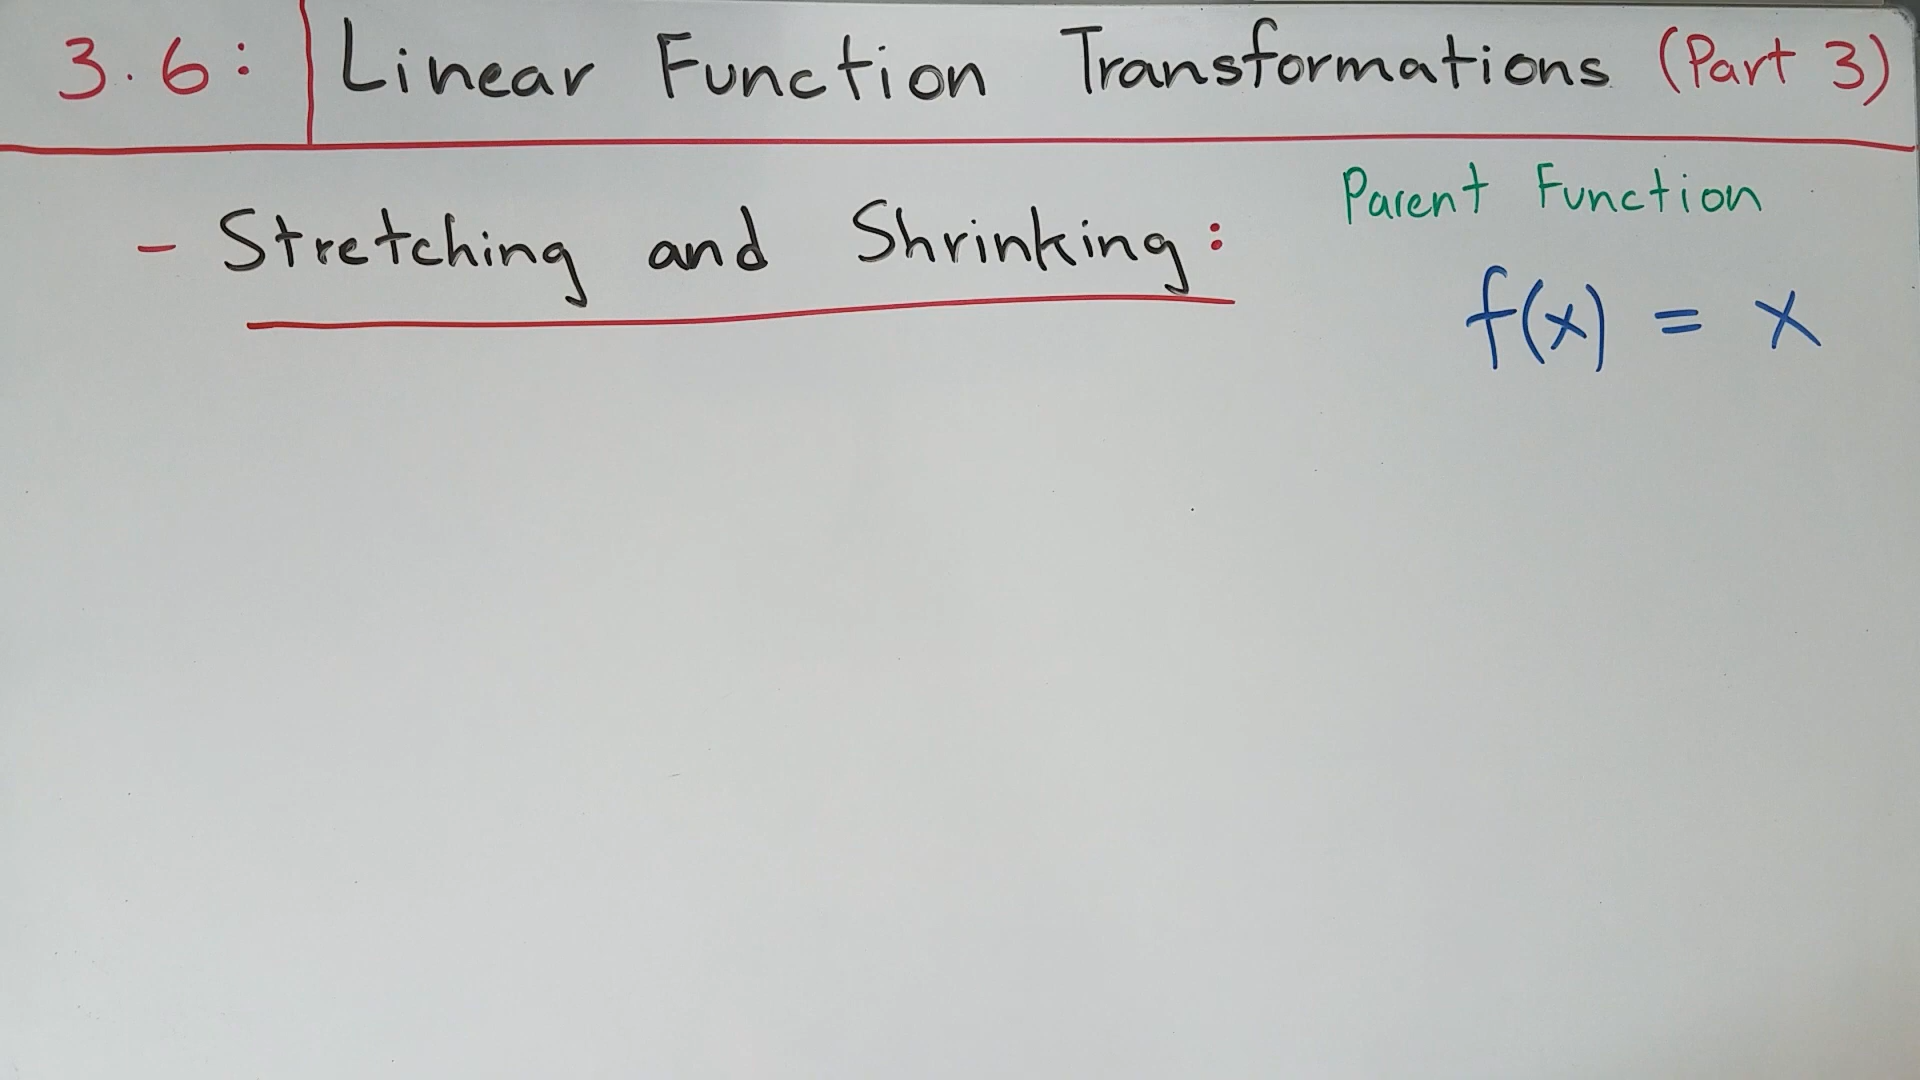 3.6: Linear Function Transformations (Part 3)
- Stretching and Shrinking:
Parent Function
f(x) = x